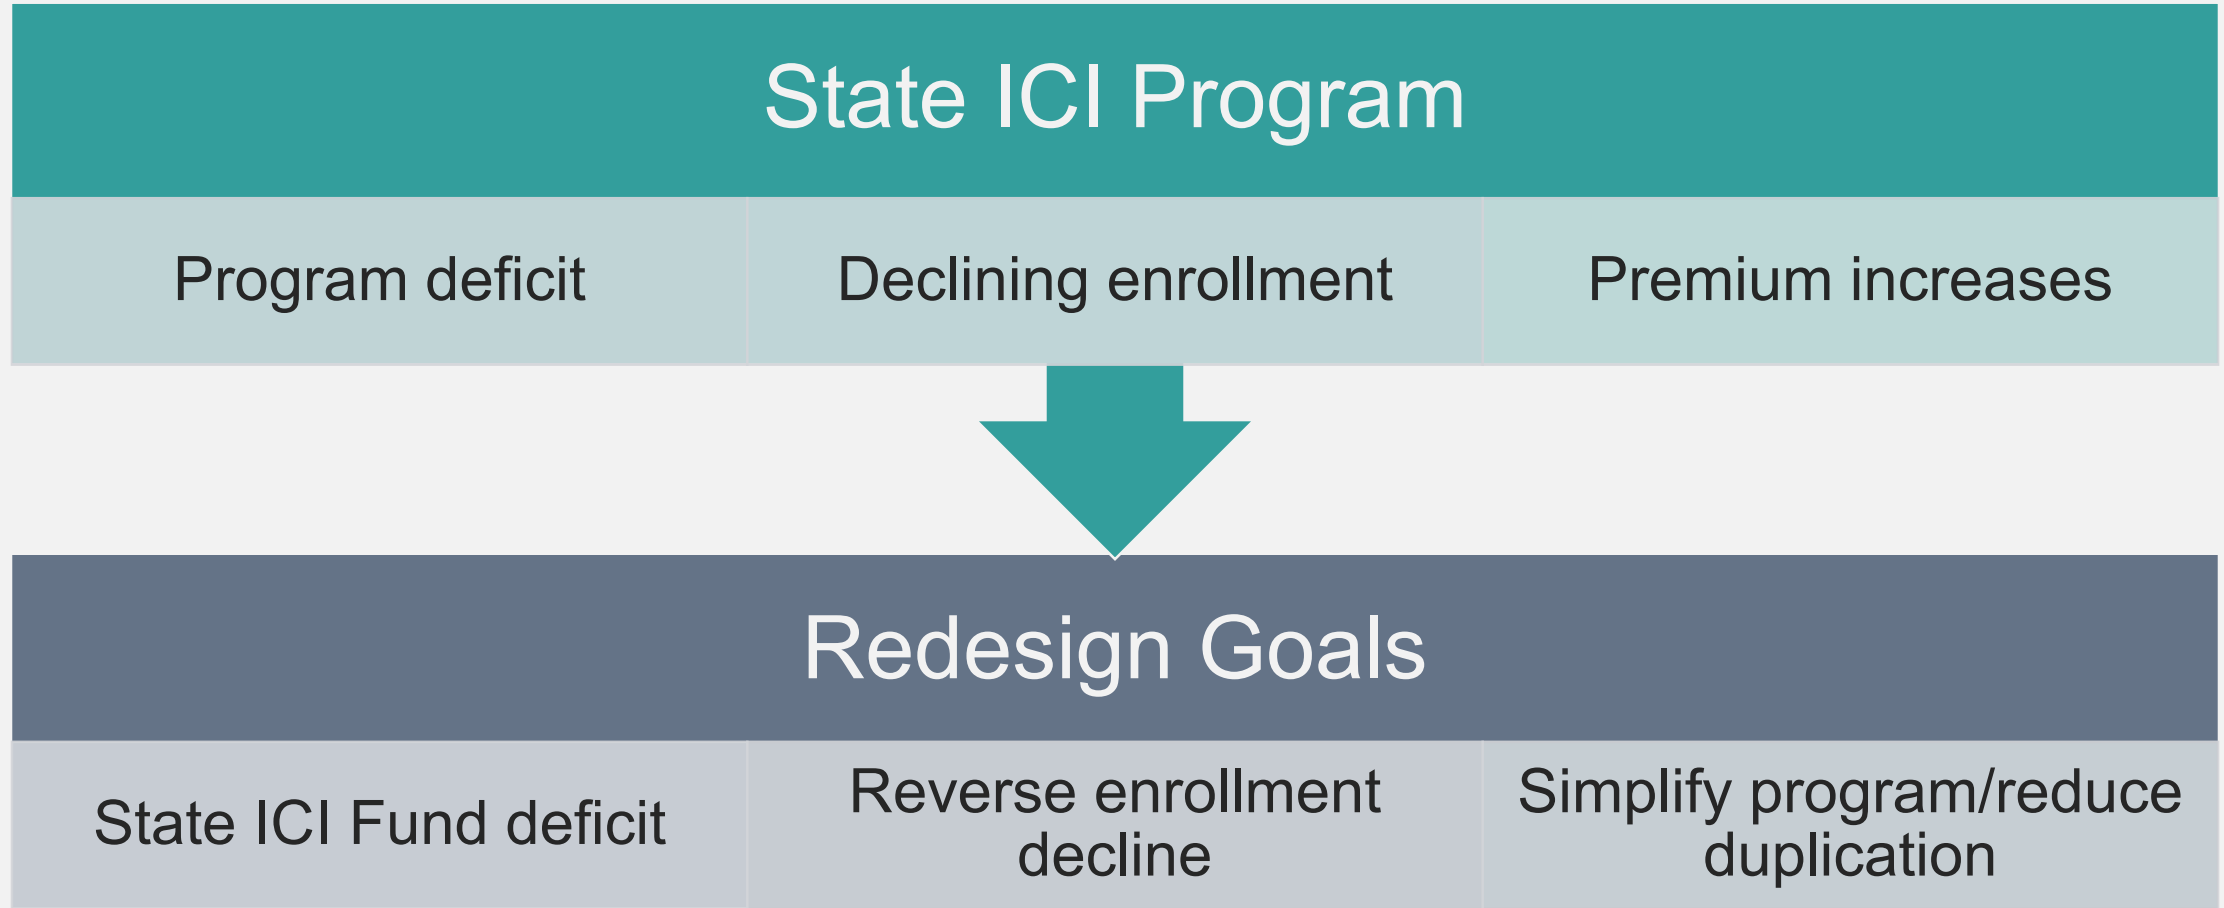 State ICI Program
Program deficit
Declining enrollment
Premium increases
Redesign Goals
State ICI Fund deficit
Reverse enrollment
decline
Simplify program/reduce
duplication